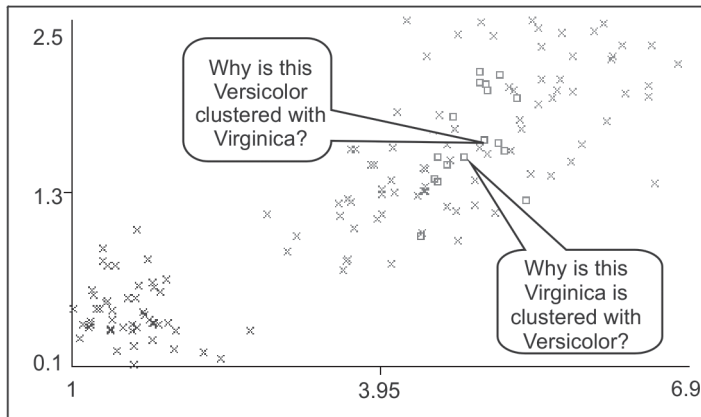 2.5
Why is this
Versicolor
clustered with
Virginica?
1.3
Why is this
Virginica is
clustered with
Versicolor?
0.1
1
3.95
6.9